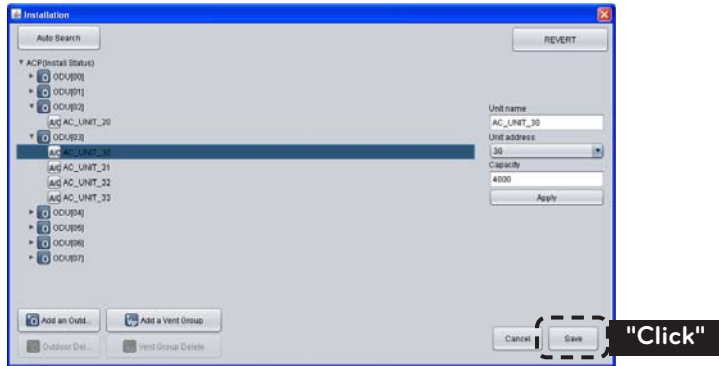 Installation
Auto Search
REVERT
ACP(Install Status)
ODU[00]
ODU[01]
ODU[02]
A/C AC_UNIT_20
ODU[03]
A/C AC_UNIT_30
A/C AC_UNIT_31
A/C AC_UNIT_32
A/C AC_UNIT_33
ODU[04]
ODU[05]
ODU[06]
ODU[07]
Unit name
AC_UNIT_30
Unit address
30
Capacity
4000
Apply
Add an Outd...
Add a Vent Group
Outdoor Del...
Vent Group Delete
Cancel
Save
"Click"